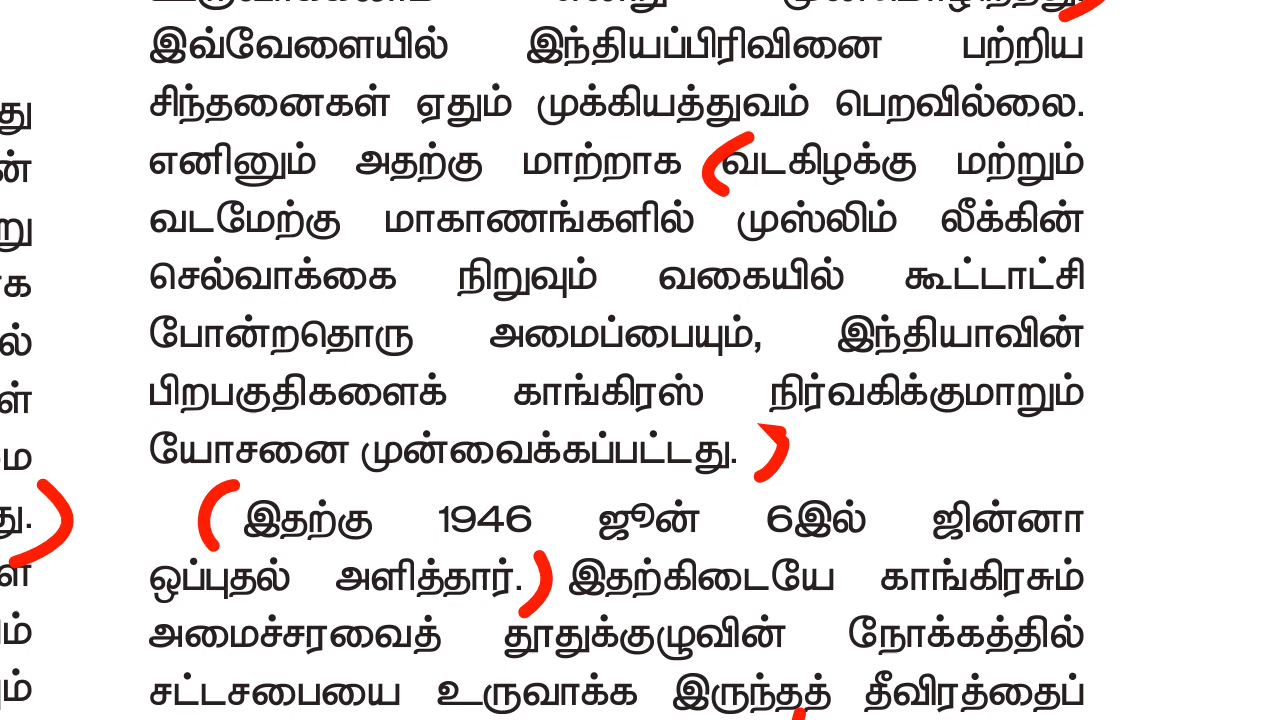 இவ்வேளையில் இந்தியப்பிரிவினை பற்றிய
சிந்தனைகள் ஏதும் முக்கியத்துவம் பெறவில்லை.
எனினும் அதற்கு மாற்றாக வடகிழக்கு மற்றும்
வடமேற்கு மாகாணங்களில் முஸ்லிம் லீக்கின்
செல்வாக்கை நிறுவும் வகையில் கூட்டாட்சி
போன்றதொரு அமைப்பையும், இந்தியாவின்
பிறபகுதிகளைக் காங்கிரஸ் நிர்வகிக்குமாறும்
யோசனை முன்வைக்கப்பட்டது.
இதற்கு 1946 ஜூன் 6இல் ஜின்னா
ஒப்புதல் அளித்தார். இதற்கிடையே காங்கிரசும்
அமைச்சரவைத் தூதுக்குழுவின் நோக்கத்தில்
சட்டசபையை உருவாக்க இருந்தத் தீவிரத்தைப்